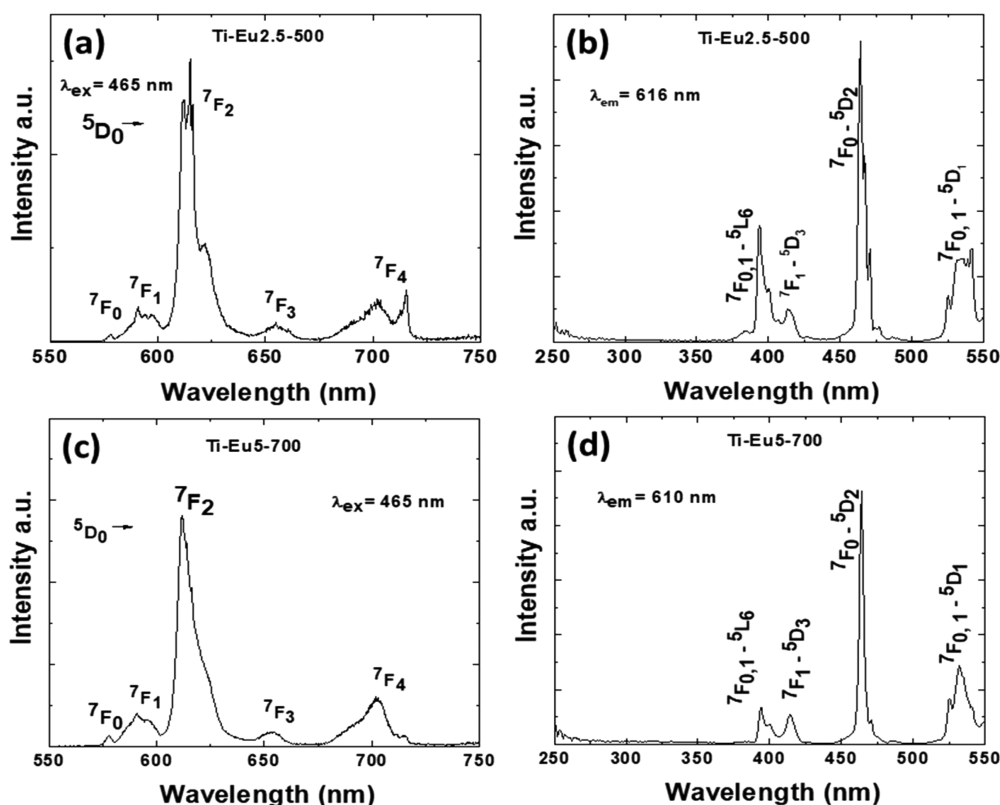 (a)
Ti-Eu2.5-500
λex= 465 nm
⁵D₀ →
⁷F₀
⁷F₁
⁷F₂
⁷F₃
⁷F₄
Intensity a.u.
550 600 650 700 750
Wavelength (nm)
(b)
Ti-Eu2.5-500
λem= 616 nm
⁷F₀,₁ - ⁵L6
⁷F₁ - ⁵D₃
⁷F₀ - ⁵D₂
⁷F₀,₁ - ⁵D₁
Intensity a.u.
250 300 350 400 450 500 550
Wavelength (nm)
(c)
Ti-Eu5-700
λex= 465 nm
⁵D₀ →
⁷F₀
⁷F₁
⁷F₂
⁷F₃
⁷F₄
Intensity a.u.
550 600 650 700 750
Wavelength (nm)
(d)
Ti-Eu5-700
λem= 610 nm
⁷F₀,₁ - ⁵L6
⁷F₁ - ⁵D₃
⁷F₀ - ⁵D₂
⁷F₀,₁ - ⁵D₁
Intensity a.u.
250 300 350 400 450 500 550
Wavelength (nm)